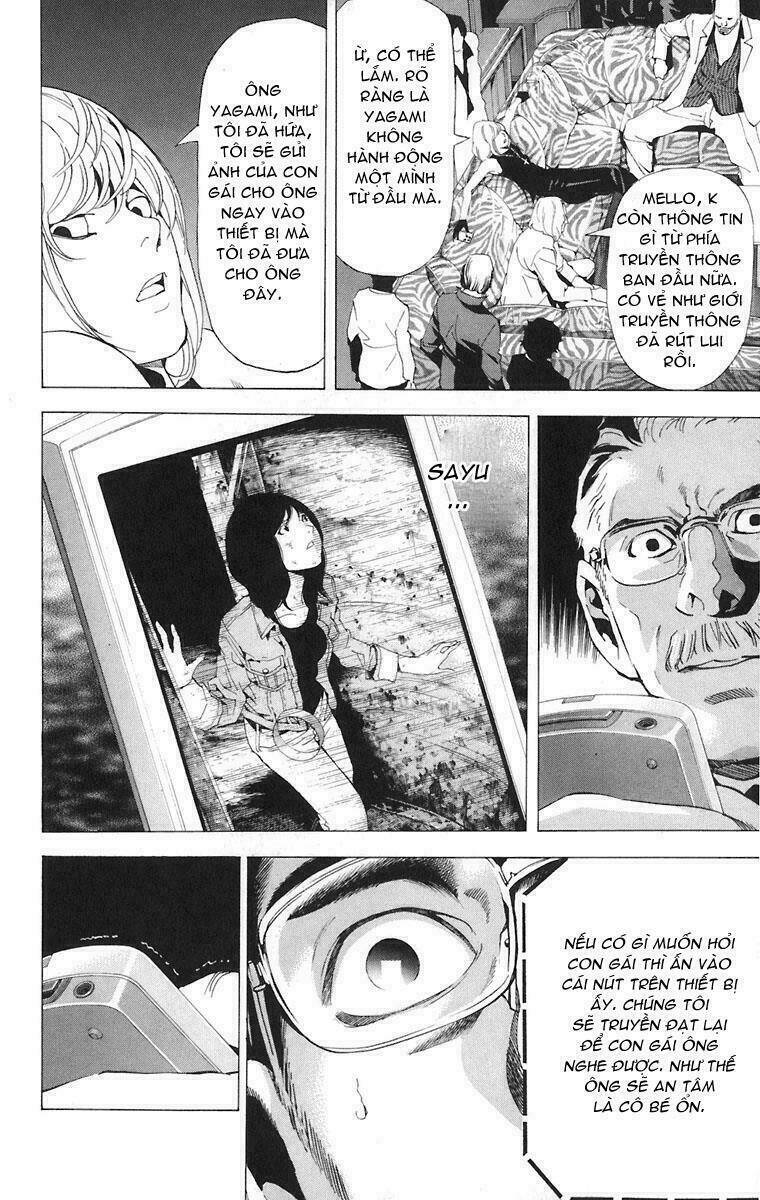 MELLO, K
CÒN THÔNG TIN
GÌ TỪ PHÍA
TRUYỀN THÔNG
BAN ĐẦU NỮA.
CÓ VẺ NHƯ GIỚI
TRUYỀN THÔNG
ĐÃ RÚT LUI
RỒI.
Ừ, CÓ THỂ
LẮM. RÕ
RÀNG LÀ
YAGAMI
KHÔNG
HÀNH ĐỘNG
MỘT MÌNH
TỪ ĐẦU MÀ.
ÔNG
YAGAMI, NHƯ
TÔI ĐÃ HỨA,
TÔI SẼ GỬI
ẢNH CỦA CON
GÁI CHO ÔNG
NGAY VÀO
THIẾT BỊ MÀ
TÔI ĐÃ ĐƯA
CHO ÔNG
ĐÂY.
SAYU
...
NẾU CÓ GÌ MUỐN HỎI
CON GÁI THÌ ẤN VÀO
CÁI NÚT TRÊN THIẾT BỊ
ẤY. CHÚNG TÔI
SẼ TRUYỀN ĐẠT LẠI
ĐỂ CON GÁI ÔNG
NGHE ĐƯỢC. NHƯ THẾ
ÔNG SẼ AN TÂM
LÀ CÔ BÉ ỔN.